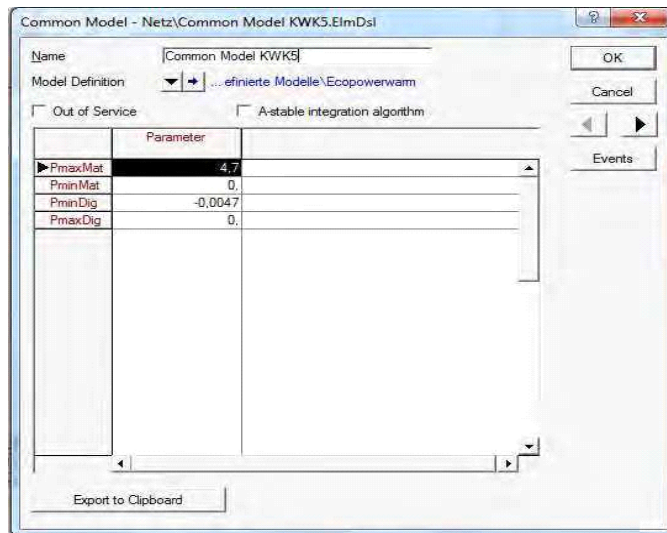 Common Model - Netz\Common Model KWK5.ElmDsl
Name Common Model KWK5
OK
Model Definition ... efinierte Modelle\Ecopowerwarm
Cancel
Out of Service A-stable integration algorithm
Parameter
Events
PmaxMat 4,7
PminMat 0,
PminDig -0,0047
PmaxDig 0,
Export to Clipboard